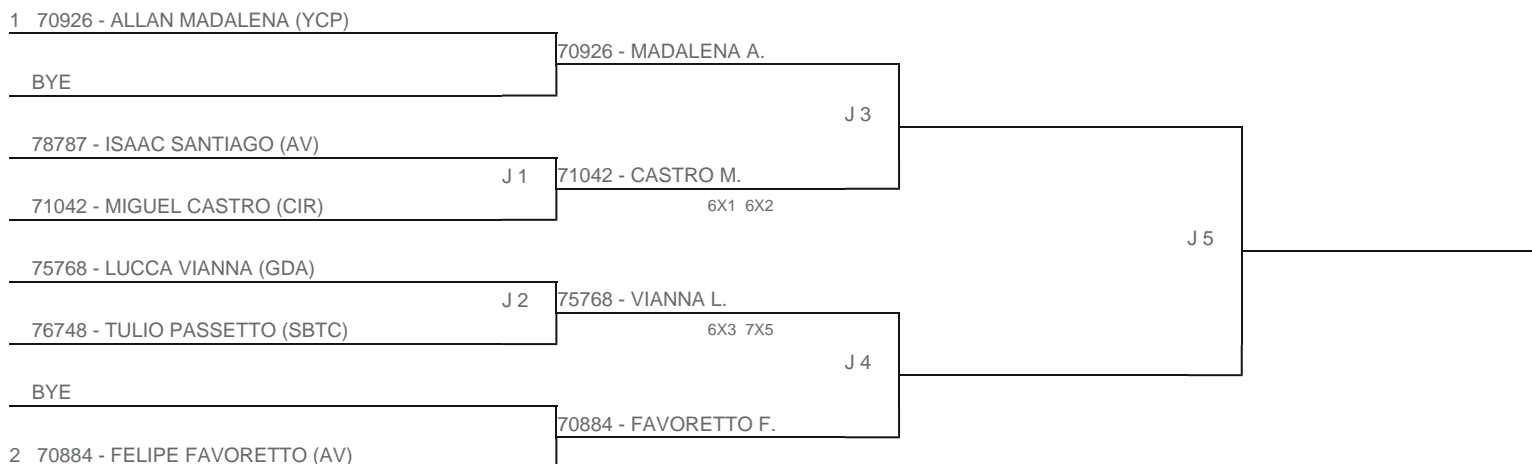 1 70926 - ALLAN MADALENA (YCP)
70926 - MADALENA A.
BYE
J 3
78787 - ISAAC SANTIAGO (AV)
J 1 71042 - CASTRO M.
71042 - MIGUEL CASTRO (CIR) 6X1 6X2
J 5
75768 - LUCCA VIANNA (GDA)
J 2 75768 - VIANNA L.
76748 - TULIO PASSETTO (SBTC) 6X3 7X5
J 4
BYE
70884 - FAVORETTO F.
2 70884 - FELIPE FAVORETTO (AV)